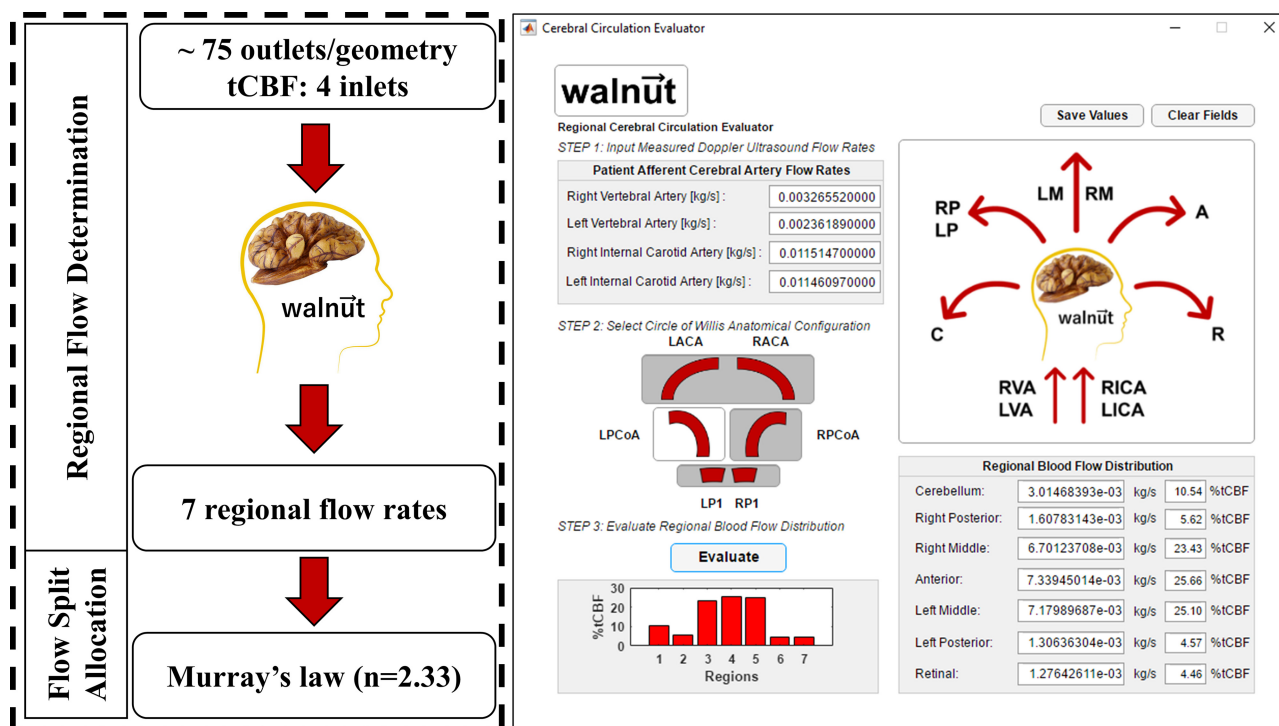 Regional Flow Determination
Flow Split
Allocation
~ 75 outlets/geometry
tCBF: 4 inlets
walnut
7 regional flow rates
Murray's law (n=2.33)
Cerebral Circulation Evaluator
walnut
Regional Cerebral Circulation Evaluator
STEP 1: Input Measured Doppler Ultrasound Flow Rates
Patient Afferent Cerebral Artery Flow Rates
Right Vertebral Artery [kg/s] : 0.003265520000
Left Vertebral Artery [kg/s] : 0.002361890000
Right Internal Carotid Artery [kg/s] : 0.011514700000
Left Internal Carotid Artery [kg/s] : 0.011460970000
STEP 2: Select Circle of Willis Anatomical Configuration
LACA RACA
LPCoA RPCoA
LP1 RP1
STEP 3: Evaluate Regional Blood Flow Distribution
Evaluate
%tCBF
30
20
10
0
1 2 3 4 5 6 7
Regions
Save Values Clear Fields
LM RM
RP
LP
A
C
R
walnut
RVA
LVA
RICA
LICA
Regional Blood Flow Distribution
Cerebellum: 3.01468393e-03 kg/s 10.54 %tCBF
Right Posterior: 1.60783143e-03 kg/s 5.62 %tCBF
Right Middle: 6.70123708e-03 kg/s 23.43 %tCBF
Anterior: 7.33945014e-03 kg/s 25.66 %tCBF
Left Middle: 7.17989687e-03 kg/s 25.10 %tCBF
Left Posterior: 1.30636304e-03 kg/s 4.57 %tCBF
Retinal: 1.27642611e-03 kg/s 4.46 %tCBF